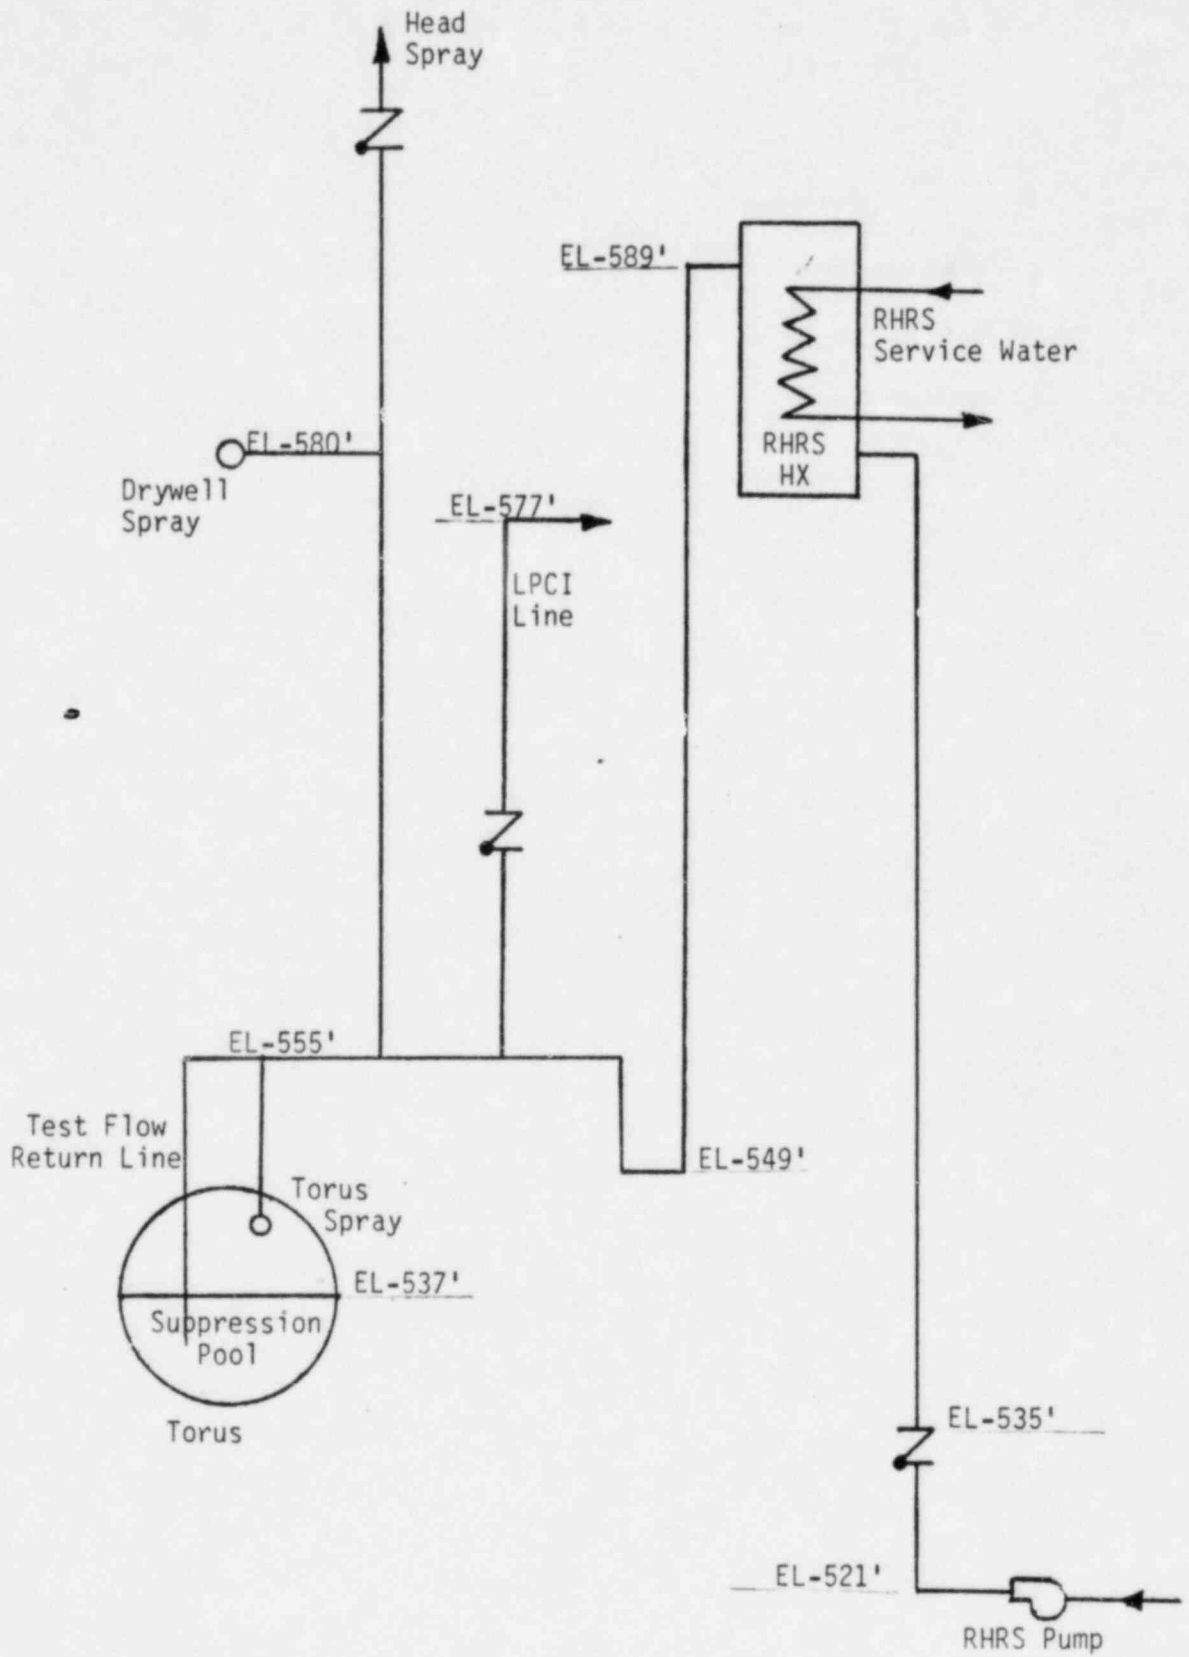 Head
Spray
EL-589'
RHRS
Service Water
RHRS
HX
EL-580'
Drywell
Spray
EL-577'
LPCI
Line
EL-555'
Test Flow
Return Line
EL-549'
Torus
Spray
EL-537'
Suppression
Pool
Torus
EL-535'
EL-521'
RHRS Pump